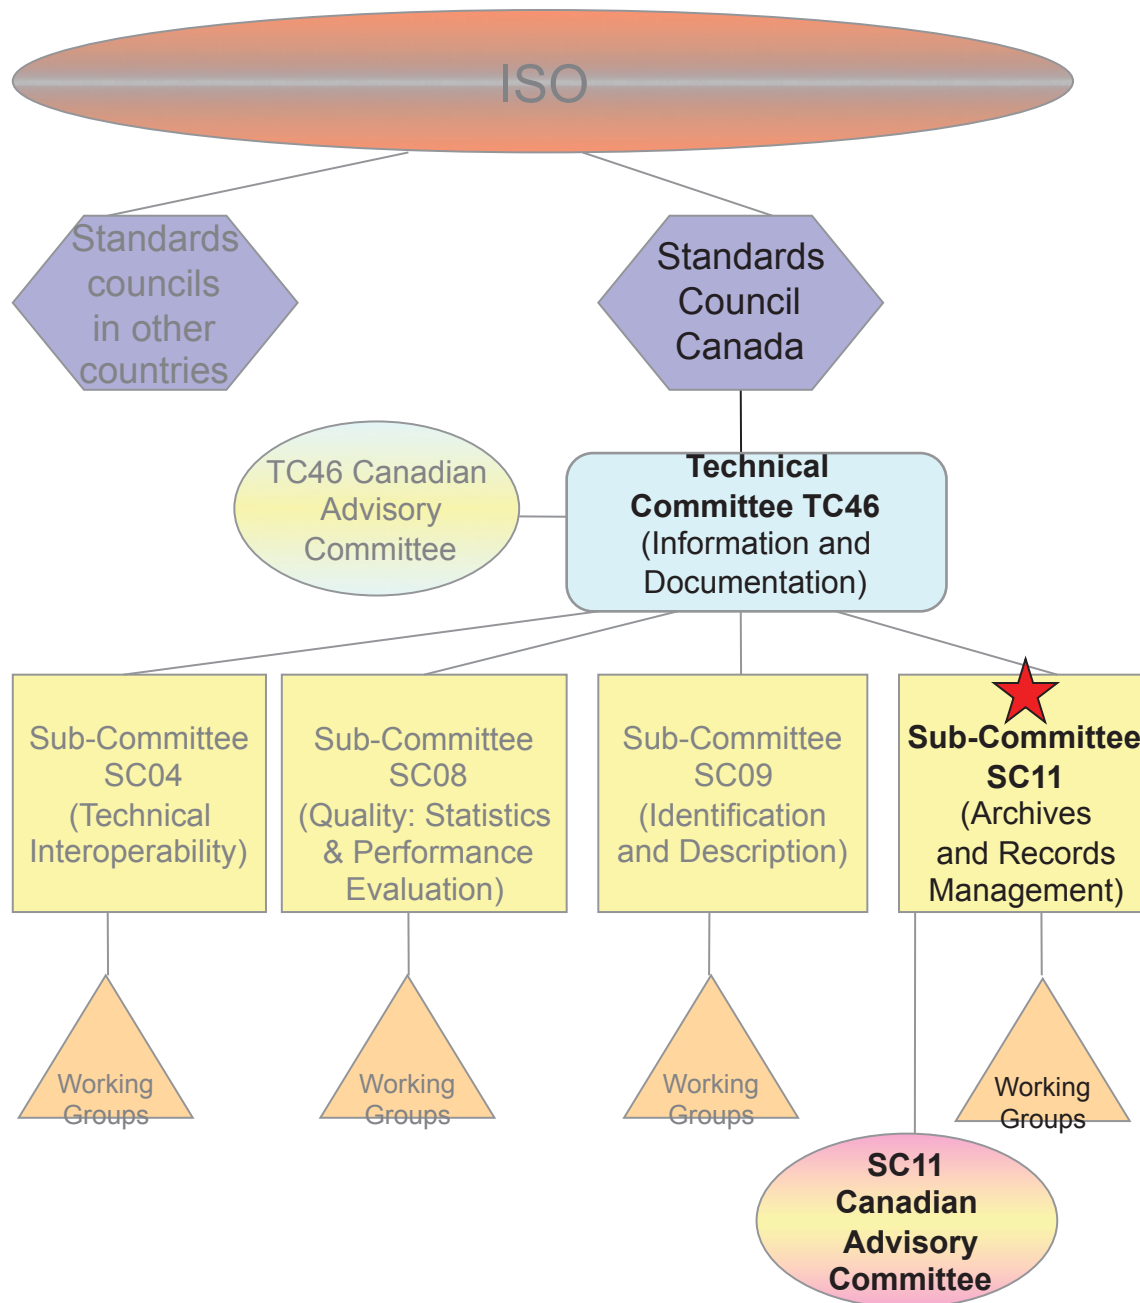 ISO
Standards
councils
in other
countries
Standards
Council
Canada
TC46 Canadian
Advisory
Committee
Technical
Committee TC46
(Information and
Documentation)
Sub-Committee
SC04
(Technical
Interoperability)
Sub-Committee
SC08
(Quality: Statistics
& Performance
Evaluation)
Sub-Committee
SC09
(Identification
and Description)
Sub-Committee
SC11
(Archives
and Records
Management)
Working
Groups
Working
Groups
Working
Groups
Working
Groups
SC11
Canadian
Advisory
Committee